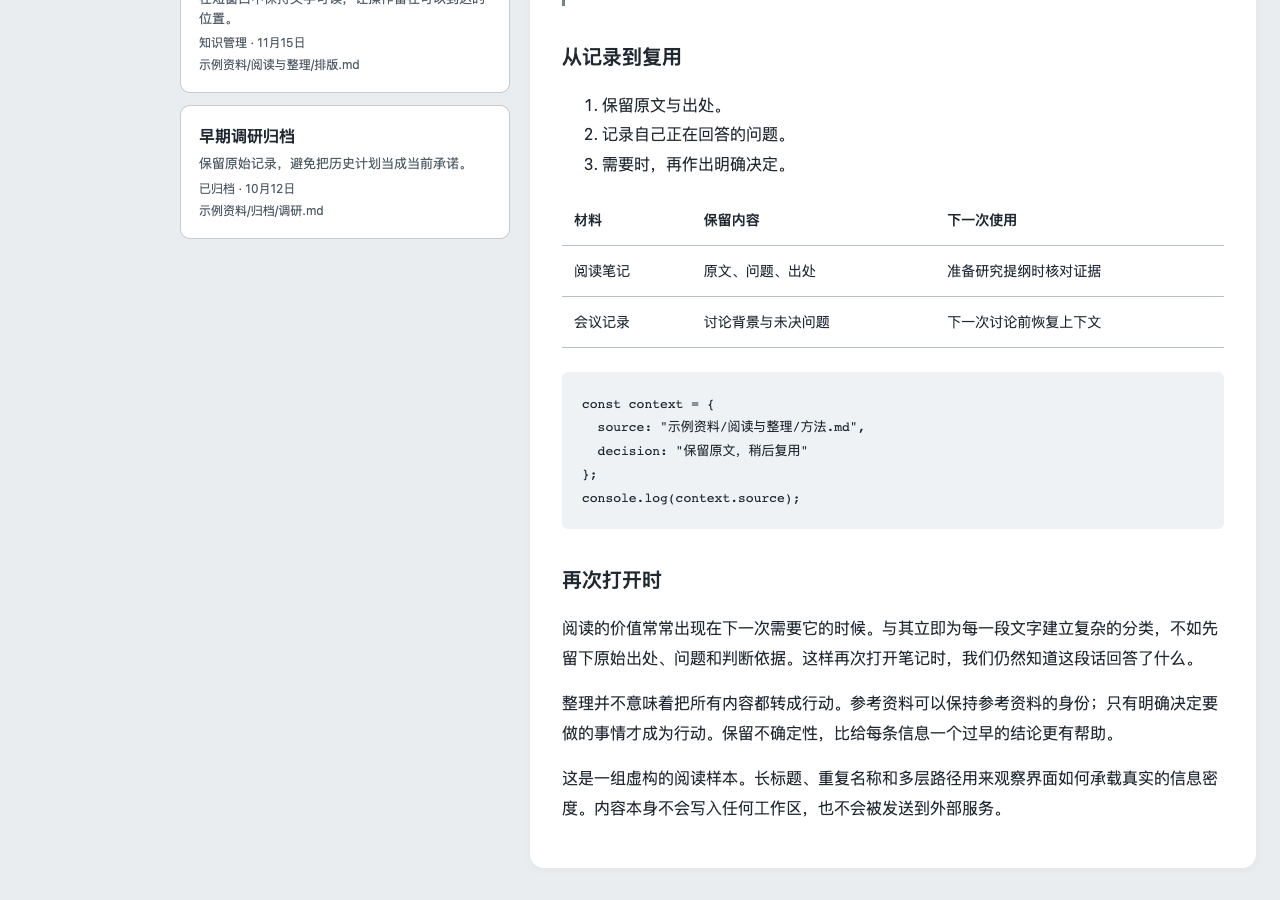 位置。
知识管理 · 11月15日
示例资料/阅读与整理/排版.md
早期调研归档
保留原始记录，避免把历史计划当成当前承诺。
已归档 · 10月12日
示例资料/归档/调研.md
从记录到复用
1. 保留原文与出处。
2. 记录自己正在回答的问题。
3. 需要时，再作出明确决定。
材料 保留内容 下一次使用
阅读笔记 原文、问题、出处 准备研究提纲时核对证据
会议记录 讨论背景与未决问题 下一次讨论前恢复上下文
const context = {
  source: "示例资料/阅读与整理/方法.md",
  decision: "保留原文，稍后复用"
};
console.log(context.source);
再次打开时
阅读的价值常常出现在下一次需要它的时候。与其立即为每一段文字建立复杂的分类，不如先
留下原始出处、问题和判断依据。这样再次打开笔记时，我们仍然知道这段话回答了什么。
整理并不意味着把所有内容都转成行动。参考资料可以保持参考资料的身份；只有明确决定要
做的事情才成为行动。保留不确定性，比给每条信息一个过早的结论更有帮助。
这是一组虚构的阅读样本。长标题、重复名称和多层路径用来观察界面如何承载真实的信息密
度。内容本身不会写入任何工作区，也不会被发送到外部服务。